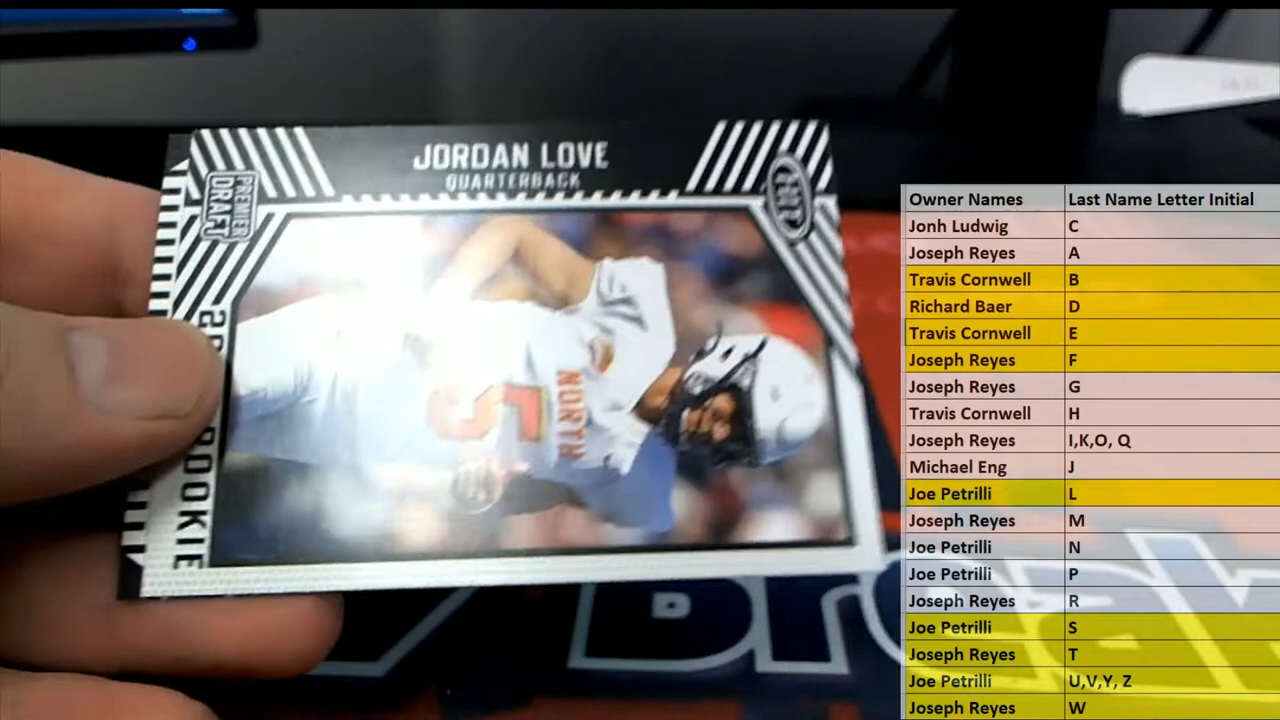 JORDAN LOVE
QUARTERBACK
PREMIER
DRAFT
HIT
ROOKIE
NORTH
5
Owner Names Last Name Letter Initial
Jonh Ludwig C
Joseph Reyes A
Travis Cornwell B
Richard Baer D
Travis Cornwell E
Joseph Reyes F
Joseph Reyes G
Travis Cornwell H
Joseph Reyes I,K,O, Q
Michael Eng J
Joe Petrilli L
Joseph Reyes M
Joe Petrilli N
Joe Petrilli P
Joseph Reyes R
Joe Petrilli S
Joseph Reyes T
Joe Petrilli U,V,Y, Z
Joseph Reyes W